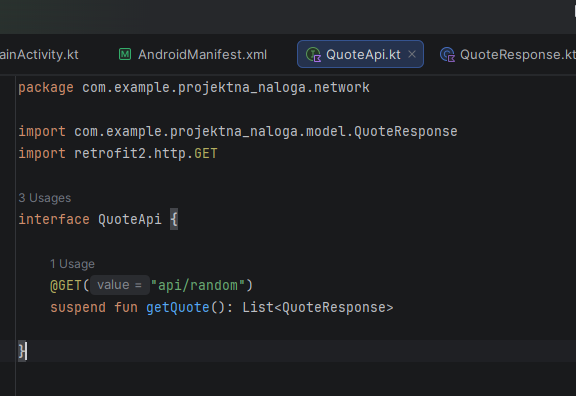 ainActivity.kt AndroidManifest.xml QuoteApi.kt QuoteResponse.kt
package com.example.projektna_naloga.network
import com.example.projektna_naloga.model.QuoteResponse
import retrofit2.http.GET
3 Usages
interface QuoteApi {
1 Usage
@GET( value = "api/random")
suspend fun getQuote(): List<QuoteResponse>
}